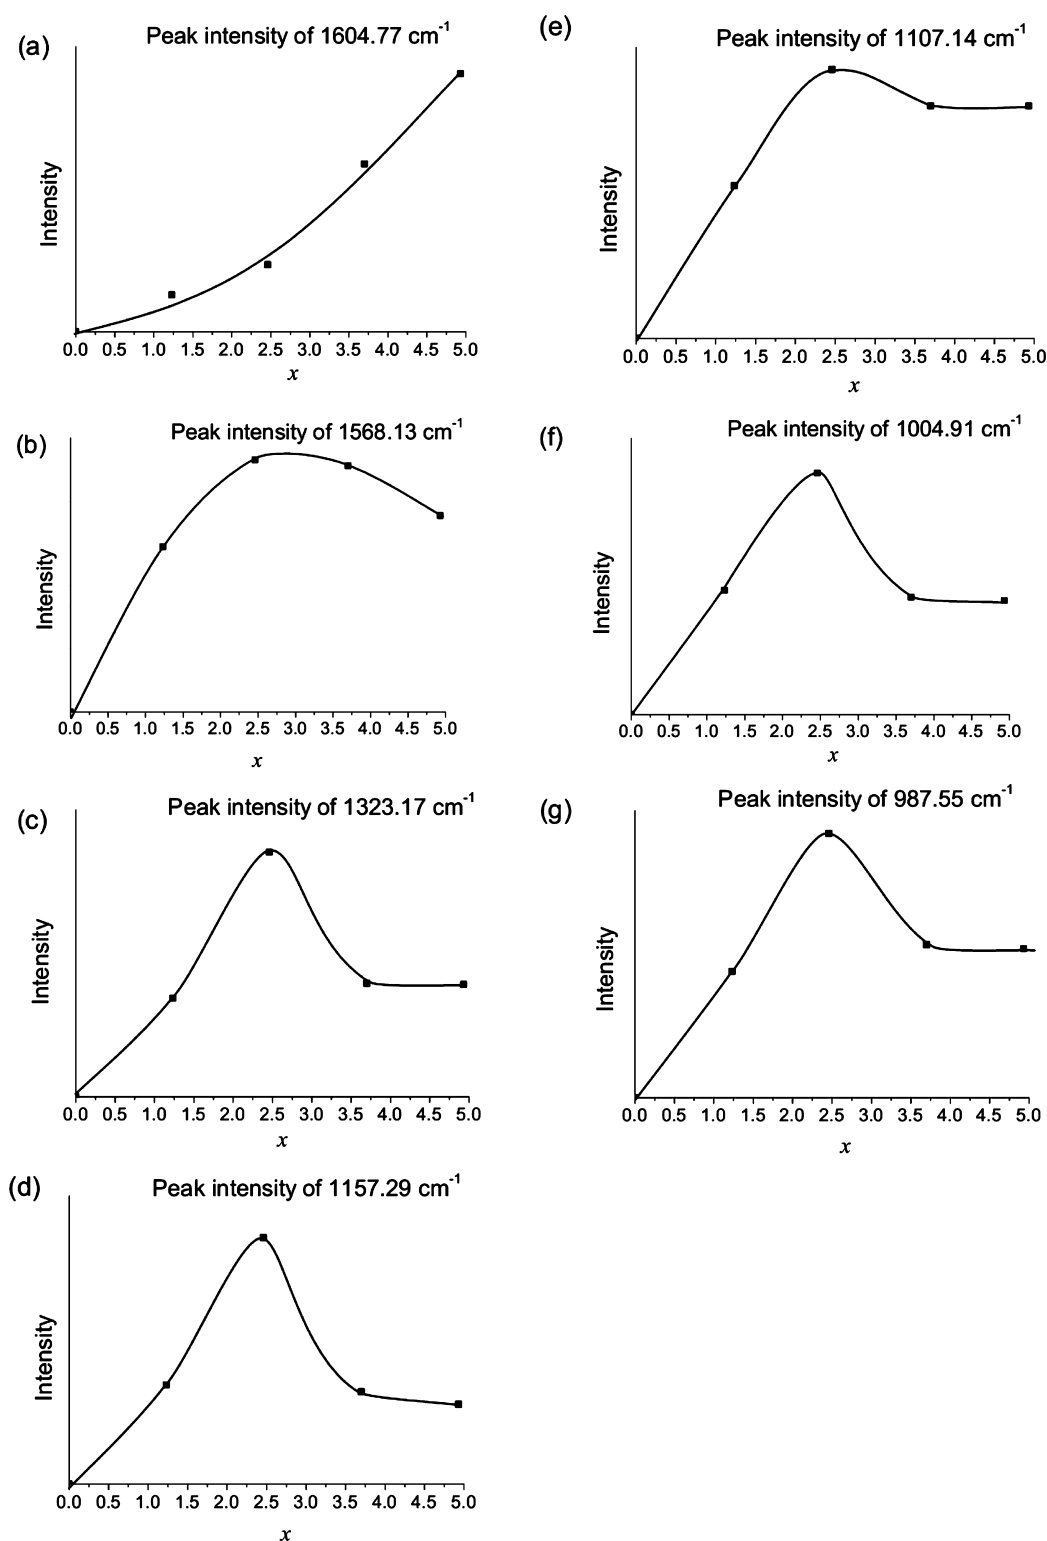 (a)
Peak intensity of 1604.77 cm-1
Intensity
0.0 0.5 1.0 1.5 2.0 2.5 3.0 3.5 4.0 4.5 5.0
x
(b)
Peak intensity of 1568.13 cm-1
Intensity
0.0 0.5 1.0 1.5 2.0 2.5 3.0 3.5 4.0 4.5 5.0
x
(c)
Peak intensity of 1323.17 cm-1
Intensity
0.0 0.5 1.0 1.5 2.0 2.5 3.0 3.5 4.0 4.5 5.0
x
(d)
Peak intensity of 1157.29 cm-1
Intensity
0.0 0.5 1.0 1.5 2.0 2.5 3.0 3.5 4.0 4.5 5.0
x
(e)
Peak intensity of 1107.14 cm-1
Intensity
0.0 0.5 1.0 1.5 2.0 2.5 3.0 3.5 4.0 4.5 5.0
x
(f)
Peak intensity of 1004.91 cm-1
Intensity
0.0 0.5 1.0 1.5 2.0 2.5 3.0 3.5 4.0 4.5 5.0
x
(g)
Peak intensity of 987.55 cm-1
Intensity
0.0 0.5 1.0 1.5 2.0 2.5 3.0 3.5 4.0 4.5 5.0
x